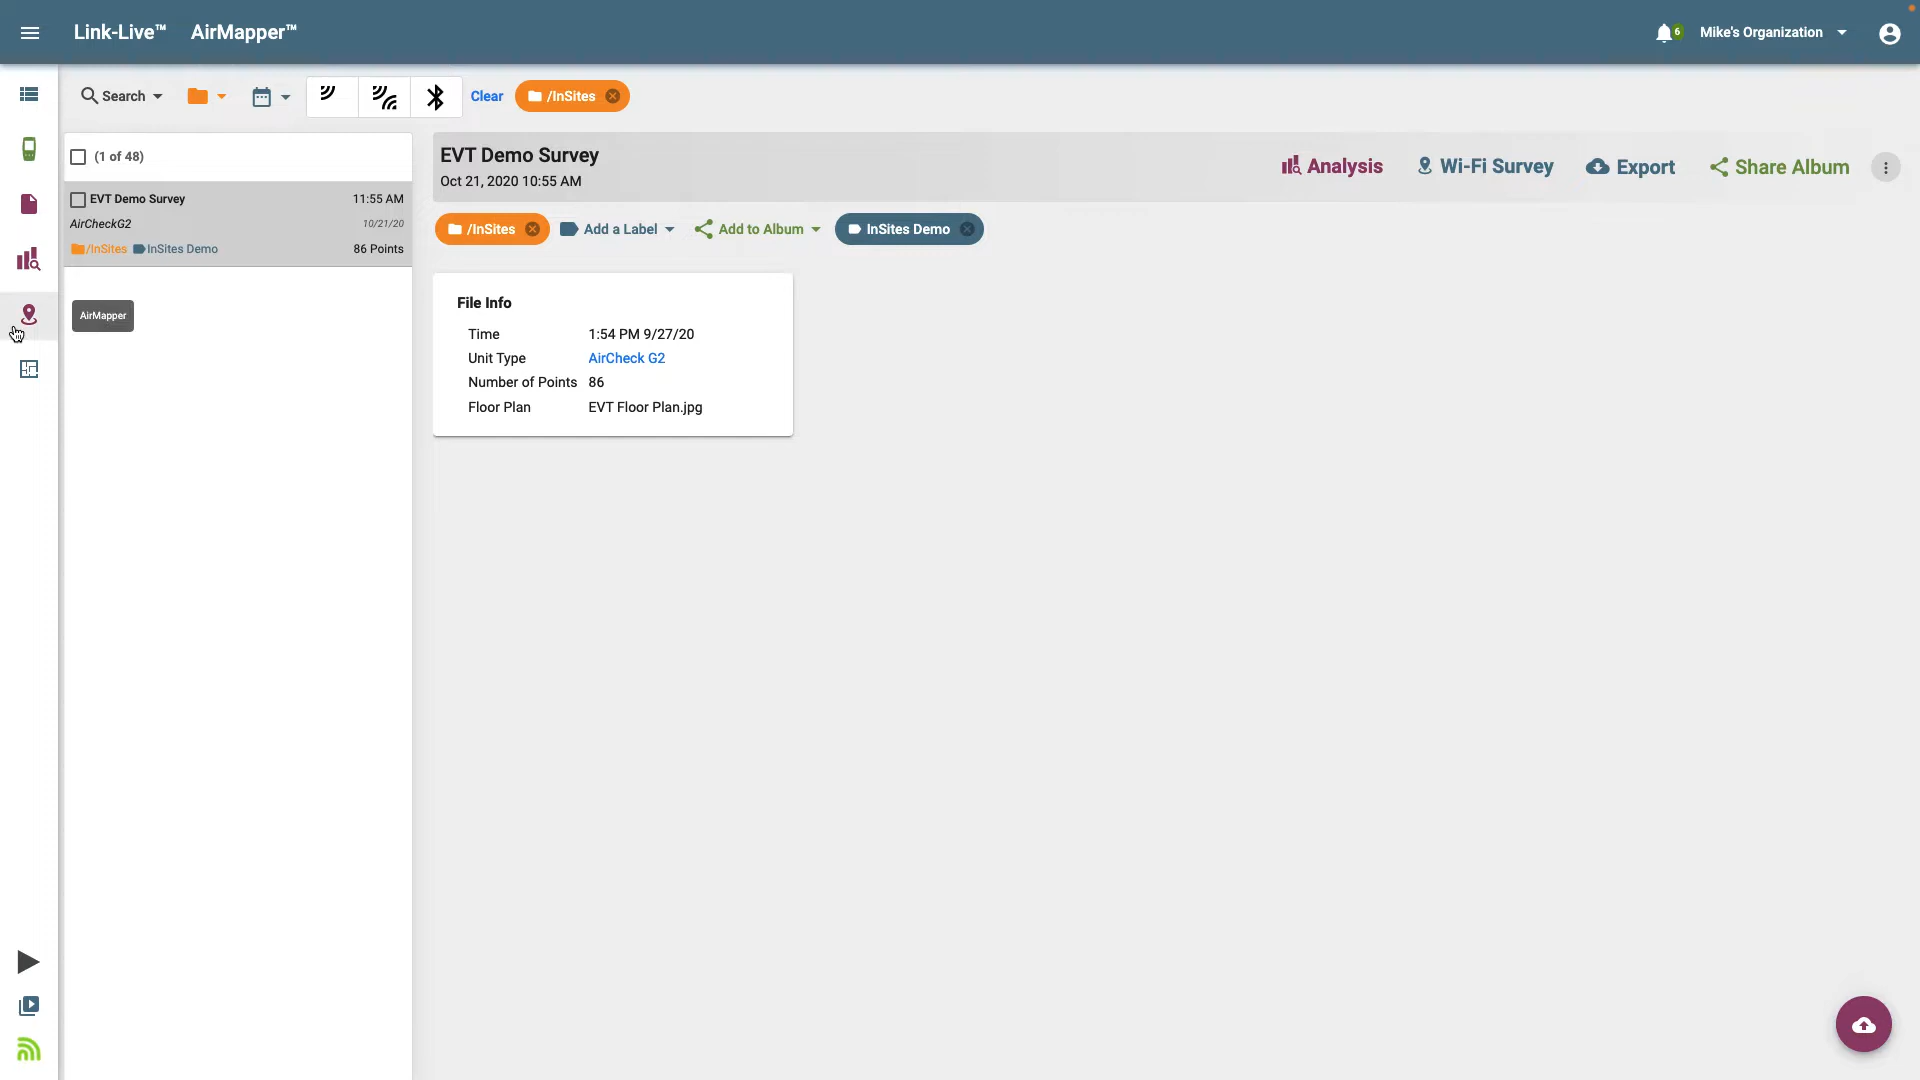 Link-Live™ AirMapper™
6 Mike's Organization
Search
Clear
/InSites
(1 of 48)
EVT Demo Survey 11:55 AM
AirCheckG2 10/21/20
/InSites InSites Demo 86 Points
AirMapper
EVT Demo Survey
Oct 21, 2020 10:55 AM
Analysis
Wi-Fi Survey
Export
Share Album
/InSites
Add a Label
Add to Album
InSites Demo
File Info
Time 1:54 PM 9/27/20
Unit Type AirCheck G2
Number of Points 86
Floor Plan EVT Floor Plan.jpg